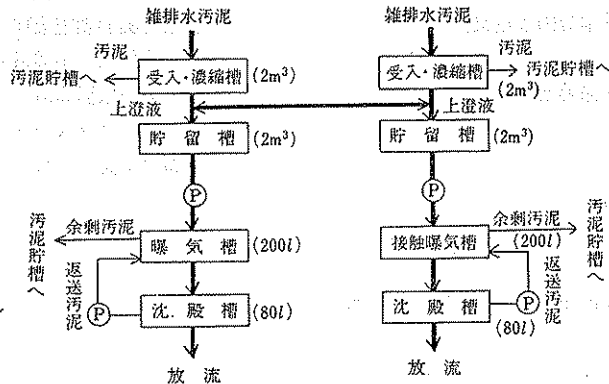 雑排水汚泥
汚泥
汚泥貯槽へ
受入・濃縮槽
(2m³)
上澄液
貯留槽
(2m³)
P
余剰汚泥
汚泥貯槽へ
曝気槽
(200l)
返送汚泥
P
沈殿槽
(80l)
放流
雑排水汚泥
汚泥
受入・濃縮槽
汚泥貯槽へ
(2m³)
上澄液
貯留槽
(2m³)
P
余剰汚泥
汚泥貯槽へ
接触曝気槽
(200l)
返送汚泥
P
沈殿槽
(80l)
放流